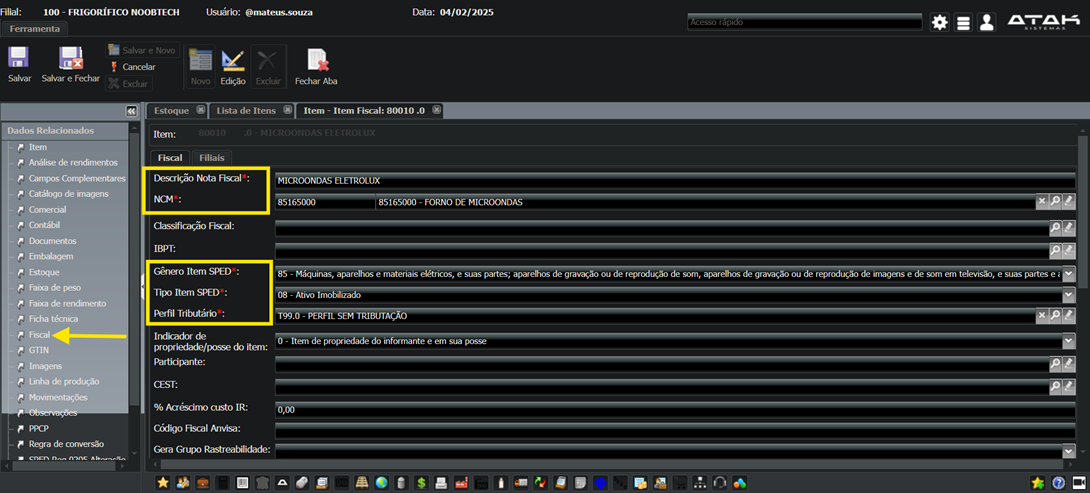 Filial: 100 - FRIGORÍFICO NOOBTECH Usuário: @mateus.souza Data: 04/02/2025
Acesso rápido
ATAK
SISTEMAS
Ferramenta
Salvar Salvar e Fechar
Salvar e Novo
Cancelar
Excluir
Novo Edição Excluir Fechar Aba
Dados Relacionados
Item
Análise de rendimentos
Campos Complementares
Catálogo de imagens
Comercial
Contábil
Documentos
Embalagem
Estoque
Faixa de peso
Faixa de rendimento
Ficha técnica
Fiscal
GTIN
Imagens
Linha de produção
Movimentações
Observações
PPCP
Regra de conversão
SPED Reg 0205 Alteração
Estoque Lista de Itens Item - Item Fiscal: 80010 .0
Item: 80010 .0 - MICROONDAS ELETROLUX
Fiscal Filiais
Descrição Nota Fiscal*: MICROONDAS ELETROLUX
NCM*: 85165000 85165000 - FORNO DE MICROONDAS
Classificação Fiscal:
IBPT:
Gênero Item SPED*: 85 - Máquinas, aparelhos e materiais elétricos, e suas partes; aparelhos de gravação ou de reprodução de som, aparelhos de gravação ou de reprodução de imagens e de som em televisão, e suas partes e a
Tipo Item SPED*: 08 - Ativo Imobilizado
Perfil Tributário*: T99.0 - PERFIL SEM TRIBUTAÇÃO
Indicador de
propriedade/posse do item: 0 - Item de propriedade do informante e em sua posse
Participante:
CEST:
% Acréscimo custo IR: 0,00
Código Fiscal Anvisa:
Gera Grupo Rastreabilidade: